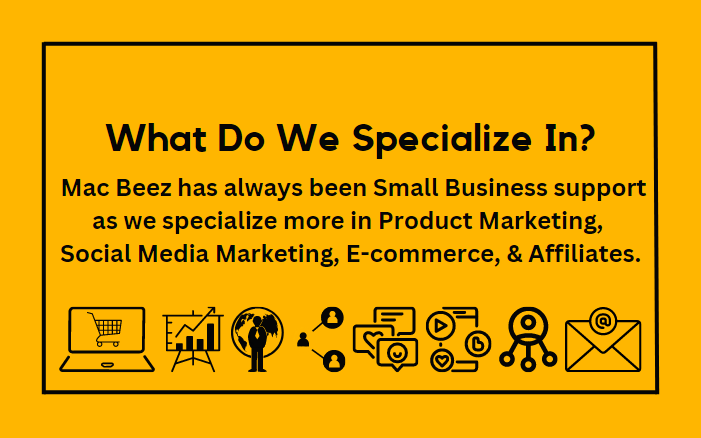 What Do We Specialize In?
Mac Beez has always been Small Business support
as we specialize more in Product Marketing,
Social Media Marketing, E-commerce, & Affiliates.
@